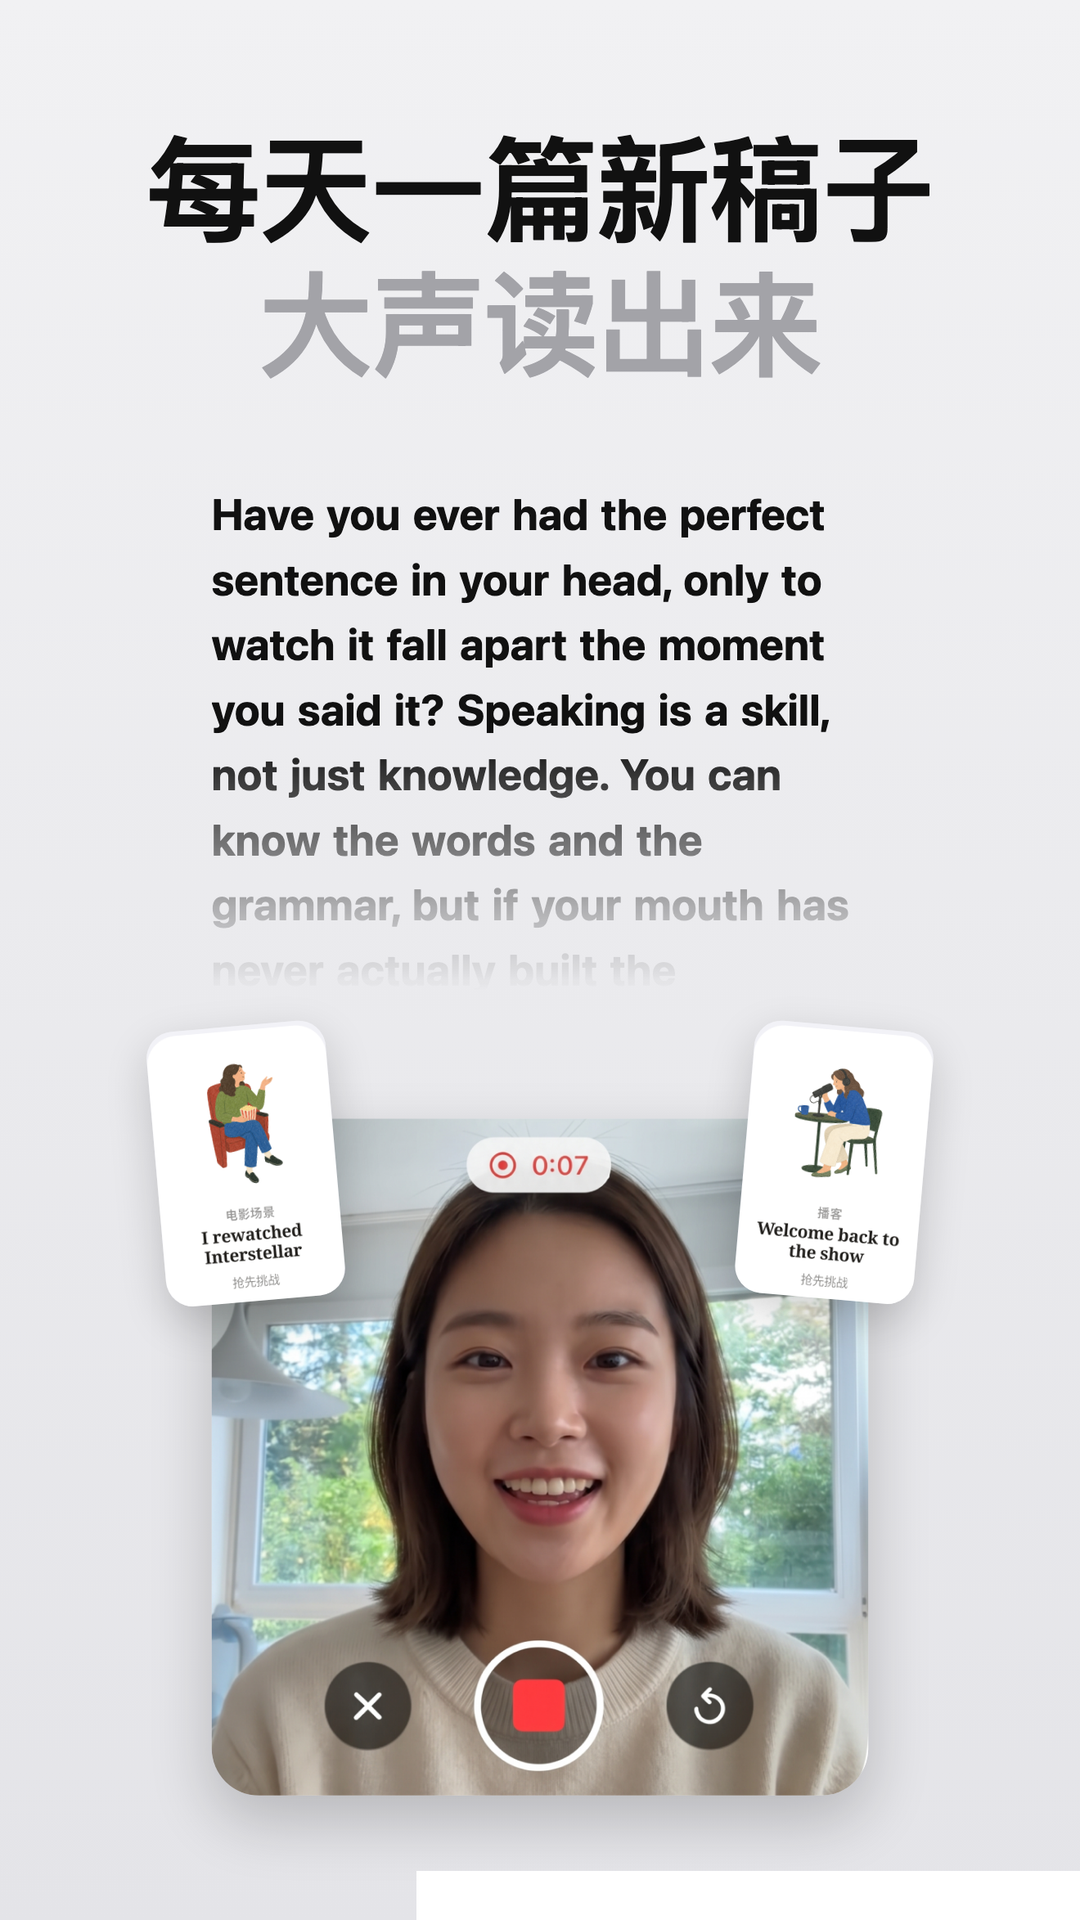 每天一篇新稿子
大声读出来
Have you ever had the perfect
sentence in your head, only to
watch it fall apart the moment
you said it? Speaking is a skill,
not just knowledge. You can
know the words and the
grammar, but if your mouth has
never actually built the
电影场景
I rewatched
Interstellar
抢先挑战
播客
Welcome back to
the show
抢先挑战
0:07